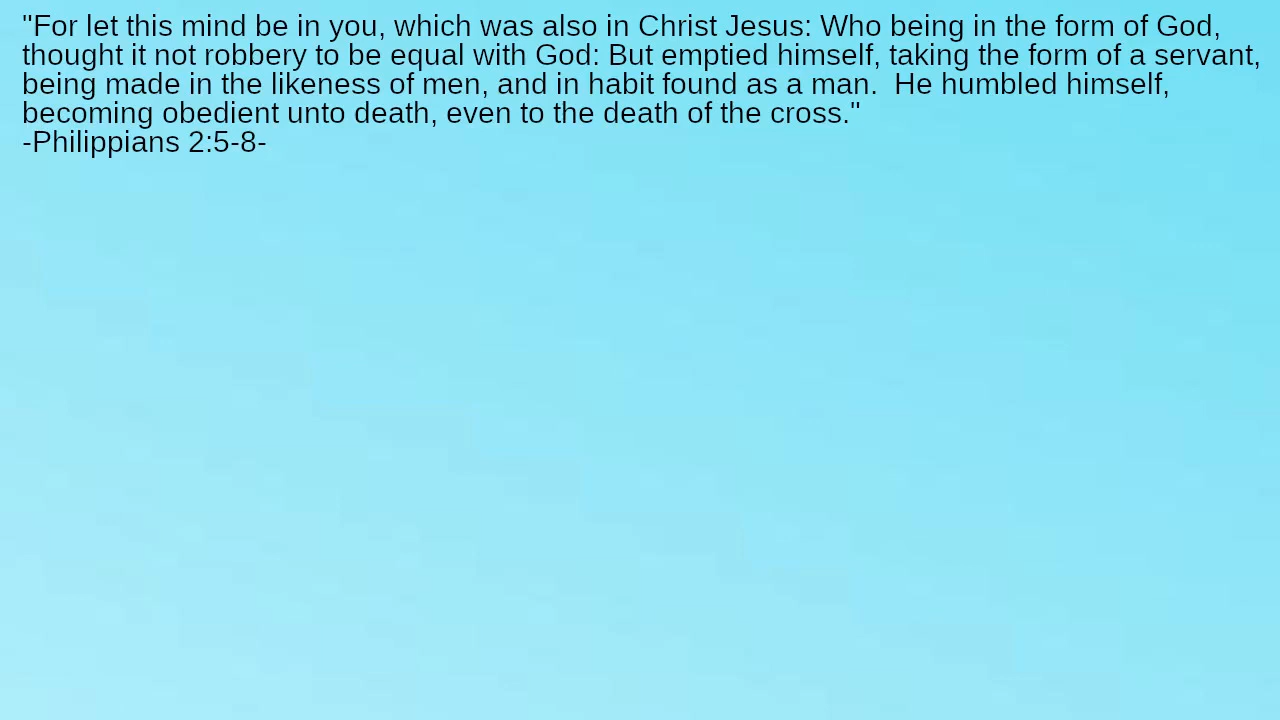 "For let this mind be in you, which was also in Christ Jesus: Who being in the form of God,
thought it not robbery to be equal with God: But emptied himself, taking the form of a servant,
being made in the likeness of men, and in habit found as a man.  He humbled himself,
becoming obedient unto death, even to the death of the cross."
-Philippians 2:5-8-